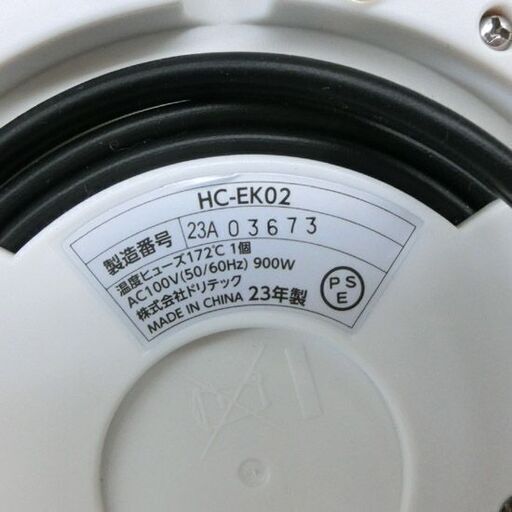 HC-EK02
製造番号 23A 03673
温度ヒューズ172℃ 1個
AC100V(50/60Hz) 900W
株式会社ドリテック
MADE IN CHINA 23年製
PSE